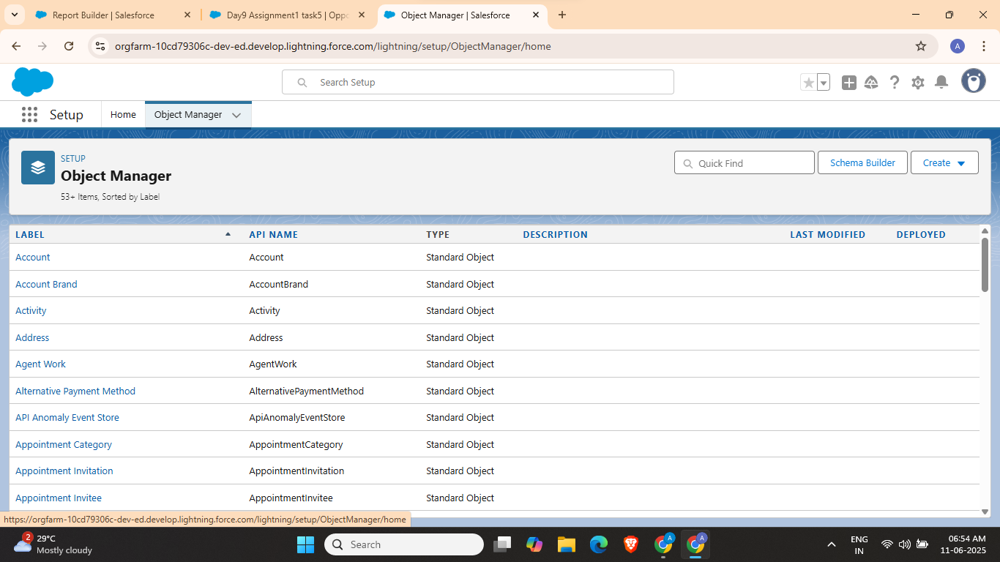 Report Builder | Salesforce
Day9 Assignment1 task5 | Oppo
Object Manager | Salesforce
orgfarm-10cd79306c-dev-ed.develop.lightning.force.com/lightning/setup/ObjectManager/home
A
Search Setup
Setup
Home
Object Manager
SETUP
Object Manager
53+ Items, Sorted by Label
Quick Find
Schema Builder
Create
LABEL API NAME TYPE DESCRIPTION LAST MODIFIED DEPLOYED
Account Account Standard Object
Account Brand AccountBrand Standard Object
Activity Activity Standard Object
Address Address Standard Object
Agent Work AgentWork Standard Object
Alternative Payment Method AlternativePaymentMethod Standard Object
API Anomaly Event Store ApiAnomalyEventStore Standard Object
Appointment Category AppointmentCategory Standard Object
Appointment Invitation AppointmentInvitation Standard Object
Appointment Invitee AppointmentInvitee Standard Object
https://orgfarm-10cd79306c-dev-ed.develop.lightning.force.com/lightning/setup/ObjectManager/home
2
29°C
Mostly cloudy
Search
A
A
ENG
IN
06:54 AM
11-06-2025